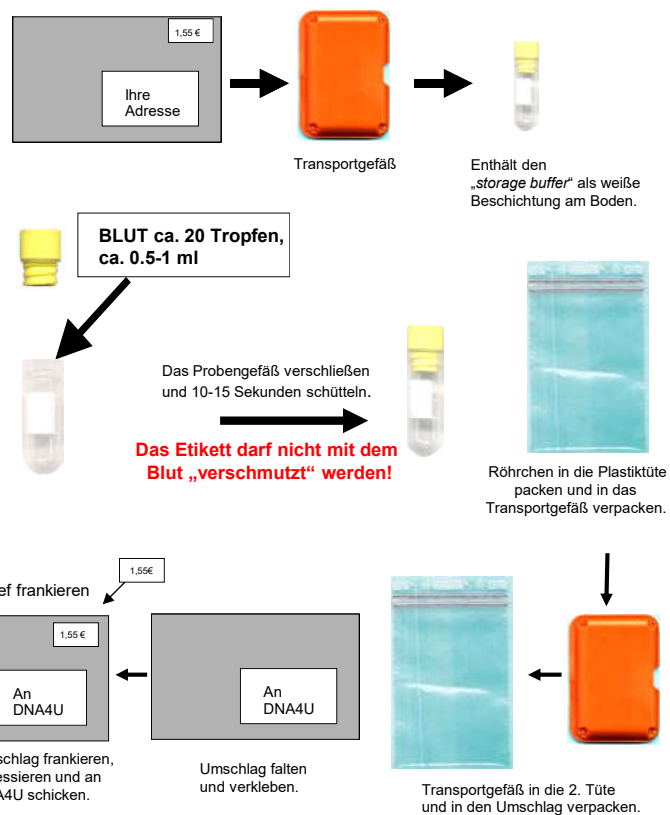 1,55 €
Ihre
Adresse
Transportgefäß
Enthält den
„storage buffer“ als weiße
Beschichtung am Boden.
BLUT ca. 20 Tropfen,
ca. 0.5-1 ml
Das Probengefäß verschließen
und 10-15 Sekunden schütteln.
Das Etikett darf nicht mit dem
Blut „verschmutzt“ werden!
Röhrchen in die Plastiktüte
packen und in das
Transportgefäß verpacken.
1,55€
ef frankieren
1,55 €
An
DNA4U
An
DNA4U
schlag frankieren,
essieren und an
A4U schicken.
Umschlag falten
und verkleben.
Transportgefäß in die 2. Tüte
und in den Umschlag verpacken.